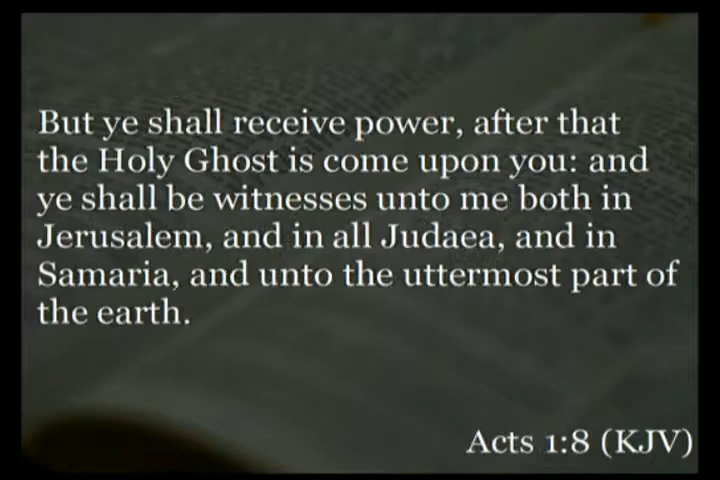 But ye shall receive power, after that
the Holy Ghost is come upon you: and
ye shall be witnesses unto me both in
Jerusalem, and in all Judaea, and in
Samaria, and unto the uttermost part of
the earth.
Acts 1:8 (KJV)